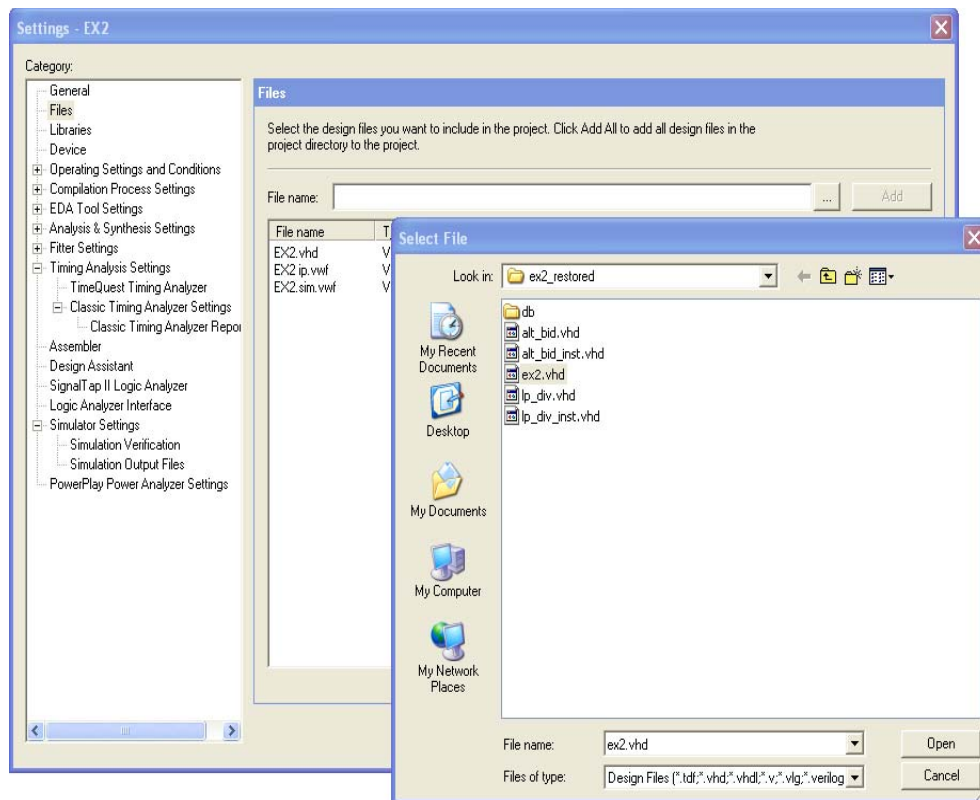 Settings - EX2
Category:
General
Files
Libraries
Device
Operating Settings and Conditions
Compilation Process Settings
EDA Tool Settings
Analysis & Synthesis Settings
Fitter Settings
Timing Analysis Settings
TimeQuest Timing Analyzer
Classic Timing Analyzer Settings
Classic Timing Analyzer Repor
Assembler
Design Assistant
SignalTap II Logic Analyzer
Logic Analyzer Interface
Simulator Settings
Simulation Verification
Simulation Output Files
PowerPlay Power Analyzer Settings
Files
Select the design files you want to include in the project. Click Add All to add all design files in the
project directory to the project.
File name: ... Add
File name T
EX2.vhd V
EX2 ip.vwf V
EX2.sim.vwf V
Select File
Look in: ex2_restored
My Recent
Documents
Desktop
My Documents
My Computer
My Network
Places
db
alt_bid.vhd
alt_bid_inst.vhd
ex2.vhd
lp_div.vhd
lp_div_inst.vhd
File name: ex2.vhd Open
Files of type: Design Files (*.tdf;*.vhd;*.vhdl;*.v;*.vlg;*.verilog Cancel